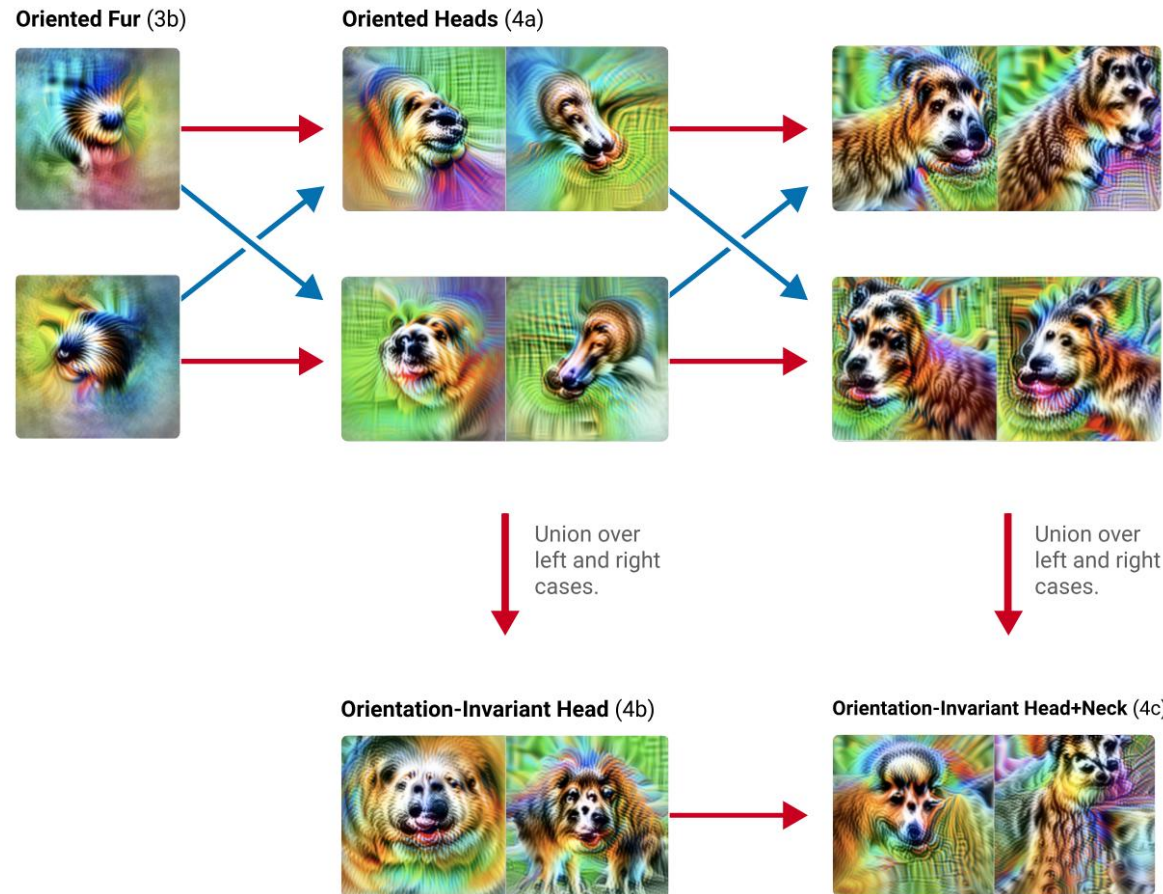 Oriented Fur (3b)
Oriented Heads (4a)
Union over
left and right
cases.
Union over
left and right
cases.
Orientation-Invariant Head (4b)
Orientation-Invariant Head+Neck (4c)